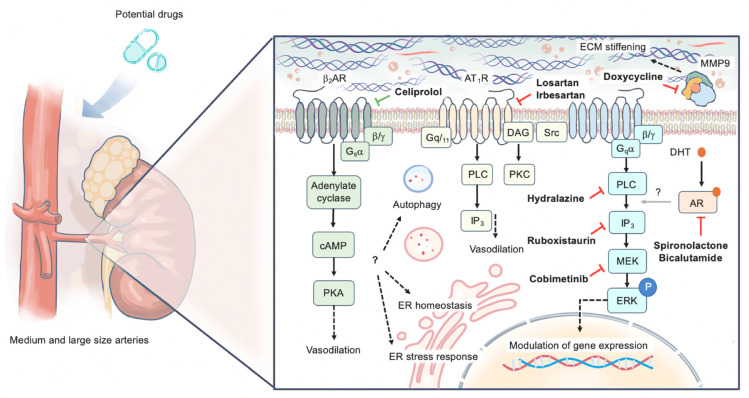 Potential drugs
Medium and large size arteries
ECM stiffening
MMP9
Doxycycline
β₂AR
Celiprolol
AT₁R
Losartan
Irbesartan
β/γ
Gₛα
Adenylate
cyclase
cAMP
PKA
Vasodilation
Autophagy
?
ER homeostasis
ER stress response
Gq/₁₁
DAG
Src
PLC
PKC
IP₃
Vasodilation
β/γ
G_qα
DHT
PLC
?
AR
Hydralazine
IP₃
Ruboxistaurin
Spironolactone
Bicalutamide
MEK
Cobimetinib
P
ERK
Modulation of gene expression